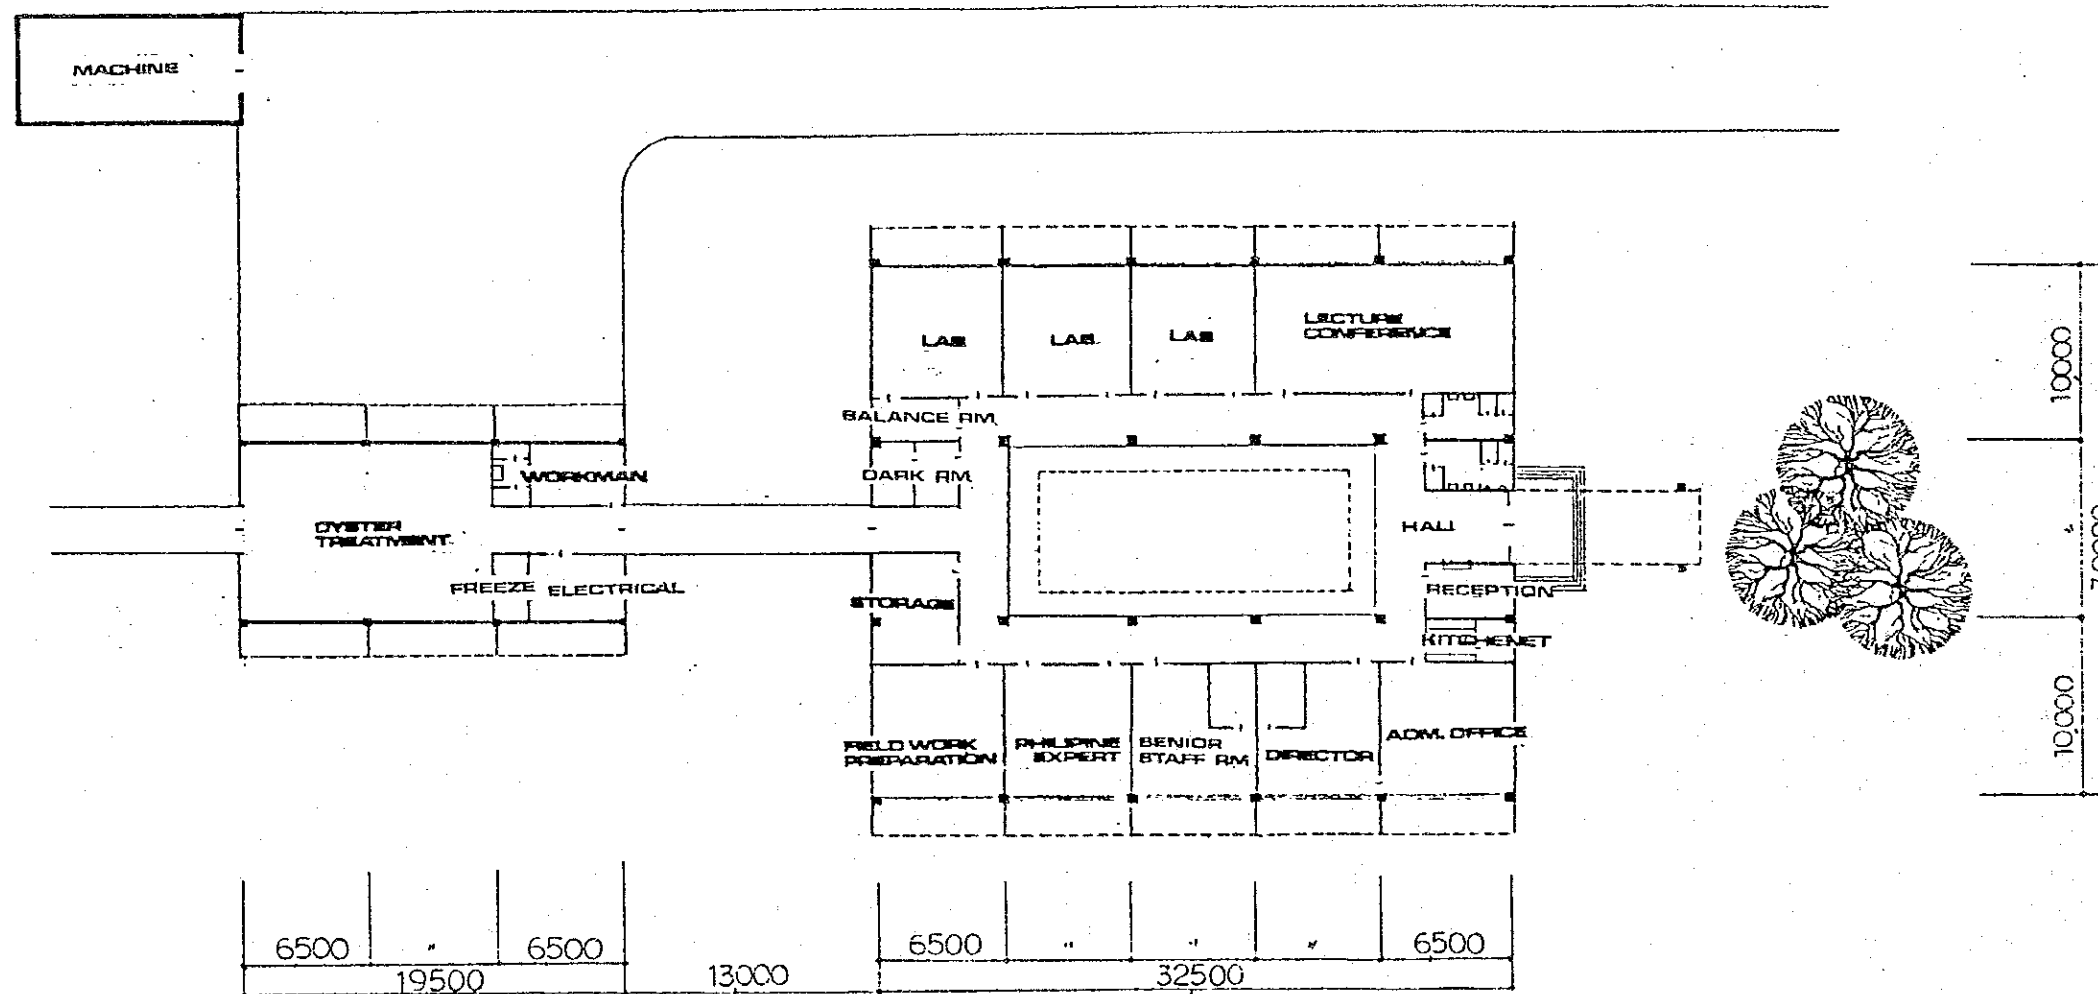 MACHINE
LAB
LAB
LAB
LECTURE
CONFERENCE
BALANCE RM
DARK RM
WORKMAN
OYSTER
TREATMENT
HALL
FREEZE
ELECTRICAL
STORAGE
RECEPTION
KITCHENET
FIELD WORK
PREPARATION
PHILIPINE
EXPERT
SENIOR
STAFF RM
DIRECTOR
ADM. OFFICE
10000
"
10,000
6500
"
6500
19500
13000
6500
"
"
"
6500
32500